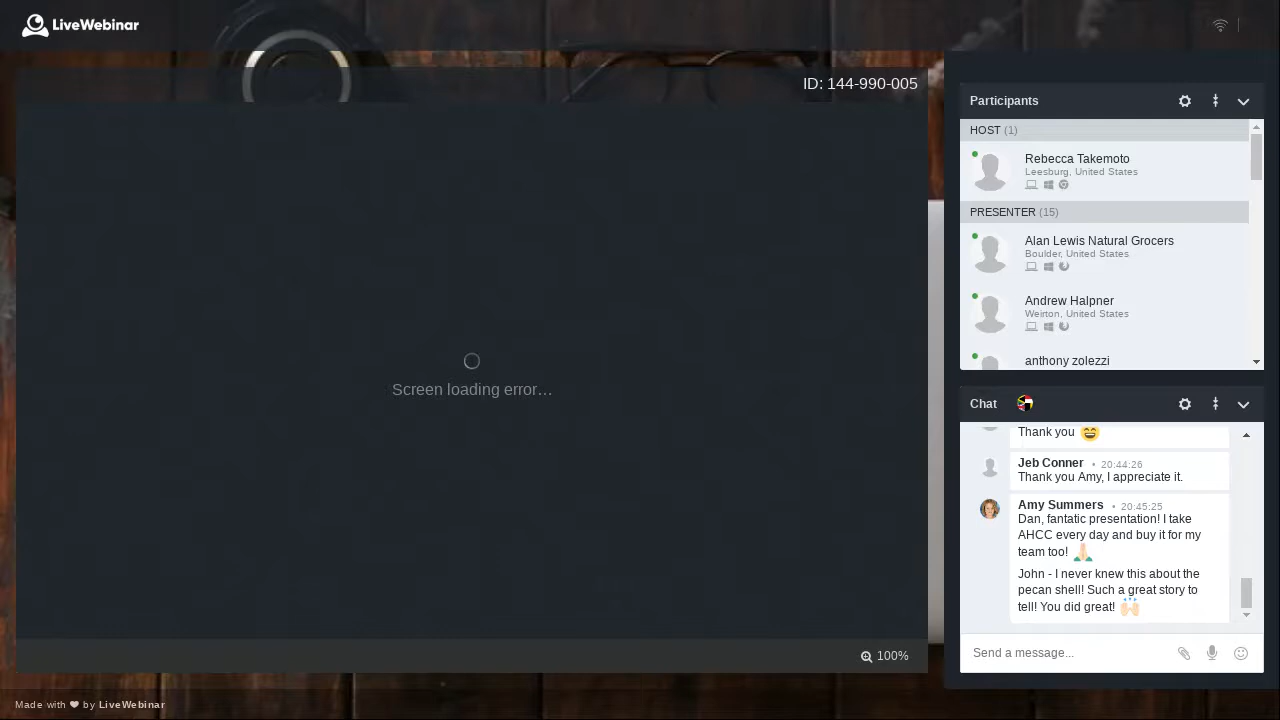 LiveWebinar
ID: 144-990-005
Screen loading error...
100%
Participants
HOST (1)
Rebecca Takemoto
Leesburg, United States
PRESENTER (15)
Alan Lewis Natural Grocers
Boulder, United States
Andrew Halpner
Weirton, United States
anthony zolezzi
Chat
Thank you
Jeb Conner • 20:44:26
Thank you Amy, I appreciate it.
Amy Summers • 20:45:25
Dan, fantatic presentation! I take
AHCC every day and buy it for my
team too!
John - I never knew this about the
pecan shell! Such a great story to
tell! You did great!
Send a message...
Made with ❤ by LiveWebinar